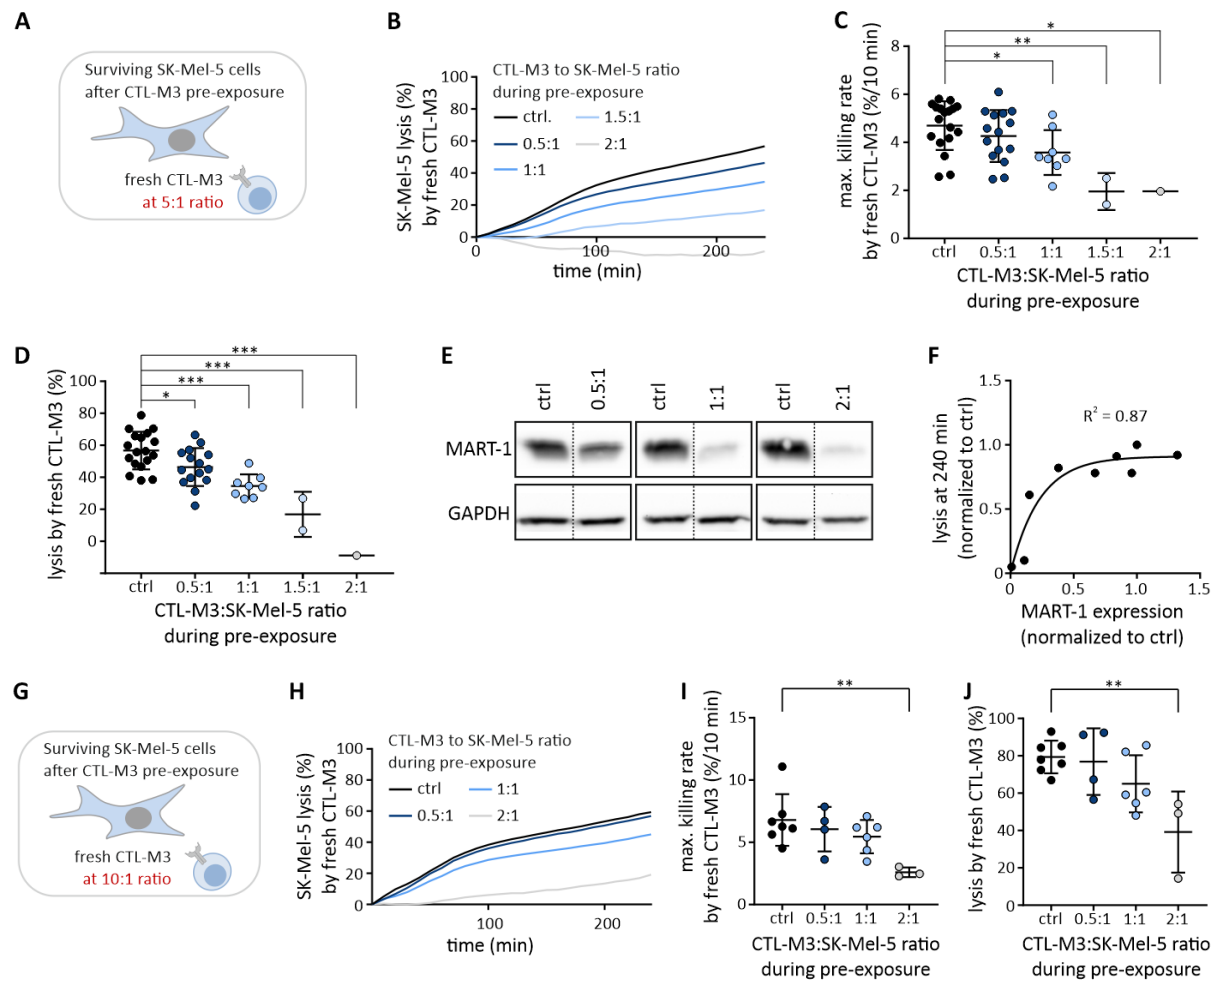 A
Surviving SK-Mel-5 cells
after CTL-M3 pre-exposure
fresh CTL-M3
at 5:1 ratio
B
SK-Mel-5 lysis (%)
by fresh CTL-M3
100
80
60
40
20
0
CTL-M3 to SK-Mel-5 ratio
during pre-exposure
ctrl.
0.5:1
1:1
1.5:1
2:1
0
100
200
time (min)
C
max. killing rate
by fresh CTL-M3 (%/10 min)
8
6
4
2
0
*
**
*
ctrl
0.5:1
1:1
1.5:1
2:1
CTL-M3:SK-Mel-5 ratio
during pre-exposure
D
lysis by fresh CTL-M3 (%)
100
80
60
40
20
0
***
***
***
*
ctrl
0.5:1
1:1
1.5:1
2:1
CTL-M3:SK-Mel-5 ratio
during pre-exposure
E
ctrl
0.5:1
ctrl
1:1
ctrl
2:1
MART-1
GAPDH
F
lysis at 240 min
(normalized to ctrl)
1.5
1.0
0.5
0
R² = 0.87
0
0.5
1.0
1.5
MART-1 expression
(normalized to ctrl)
G
Surviving SK-Mel-5 cells
after CTL-M3 pre-exposure
fresh CTL-M3
at 10:1 ratio
H
SK-Mel-5 lysis (%)
by fresh CTL-M3
100
80
60
40
20
0
CTL-M3 to SK-Mel-5 ratio
during pre-exposure
ctrl
0.5:1
1:1
2:1
100
200
time (min)
I
max. killing rate
by fresh CTL-M3 (%/10 min)
15
10
5
0
**
ctrl
0.5:1
1:1
2:1
CTL-M3:SK-Mel-5 ratio
during pre-exposure
J
lysis by fresh CTL-M3 (%)
100
80
60
40
20
0
**
ctrl
0.5:1
1:1
2:1
CTL-M3:SK-Mel-5 ratio
during pre-exposure